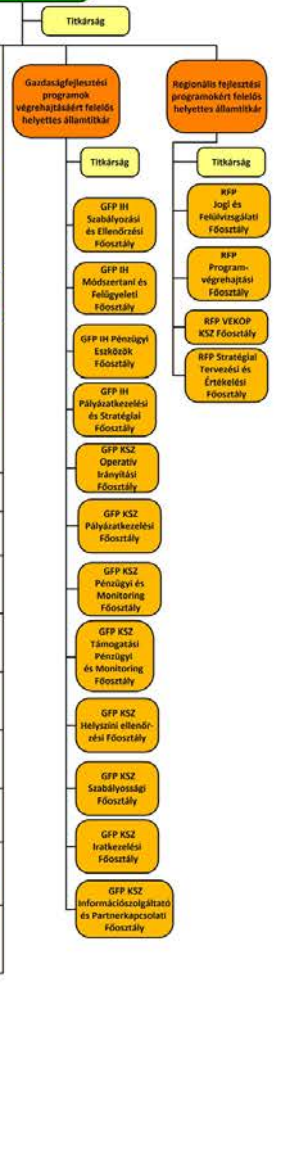 Titkárság
Gazdaságfejlesztési
programok
végrehajtásáért felelős
helyettes államtitkár
Titkárság
GFP IH
Szabályozási
és Ellenőrzési
Főosztály
GFP IH
Módszertani és
Felügyeleti
Főosztály
GFP IH Pénzügyi
Eszközök
Főosztály
GFP IH
Pályázatkezelési
és Stratégiai
Főosztály
GFP KSZ
Operatív
Irányítási
Főosztály
GFP KSZ
Pályázatkezelési
Főosztály
GFP KSZ
Pénzügyi és
Monitoring
Főosztály
GFP KSZ
Támogatási
Pénzügyi
és Monitoring
Főosztály
GFP KSZ
Helyszíni ellenőr-
zési Főosztály
GFP KSZ
Szabályossági
Főosztály
GFP KSZ
Iratkezelési
Főosztály
GFP KSZ
Információszolgáltató
és Partnerkapcsolati
Főosztály
Regionális fejlesztési
programokért felelős
helyettes államtitkár
Titkárság
RFP
Jogi és
Felülvizsgálati
Főosztály
RFP
Program-
végrehajtási
Főosztály
RFP VEKOP
KSZ Főosztály
RFP Stratégiai
Tervezési és
Értékelési
Főosztály